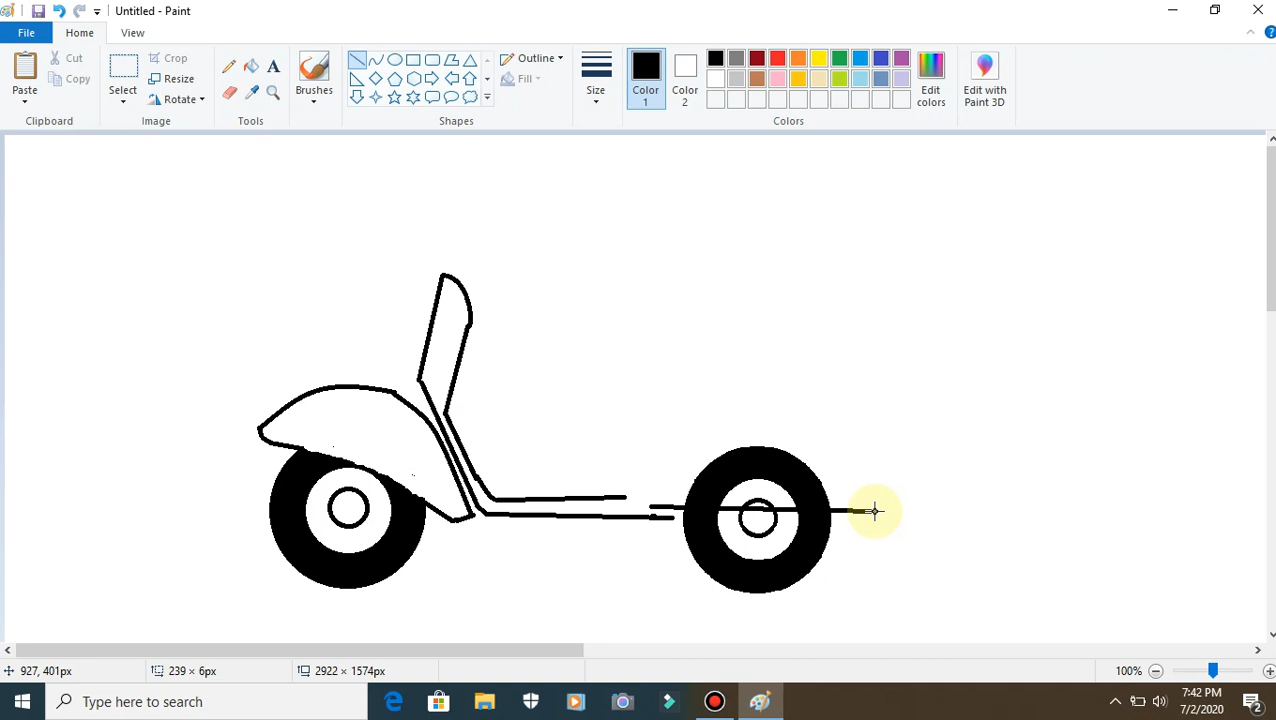 Untitled - Paint
File
Home
View
Paste
Cut
Copy
Clipboard
Select
Crop
Resize
Rotate
Image
A
Tools
Brushes
Outline
Fill
Shapes
Size
Color 1
Color 2
Edit colors
Colors
Edit with Paint 3D
927, 401px
239 × 6px
2922 × 1574px
100%
Type here to search
7:42 PM
7/2/2020
2